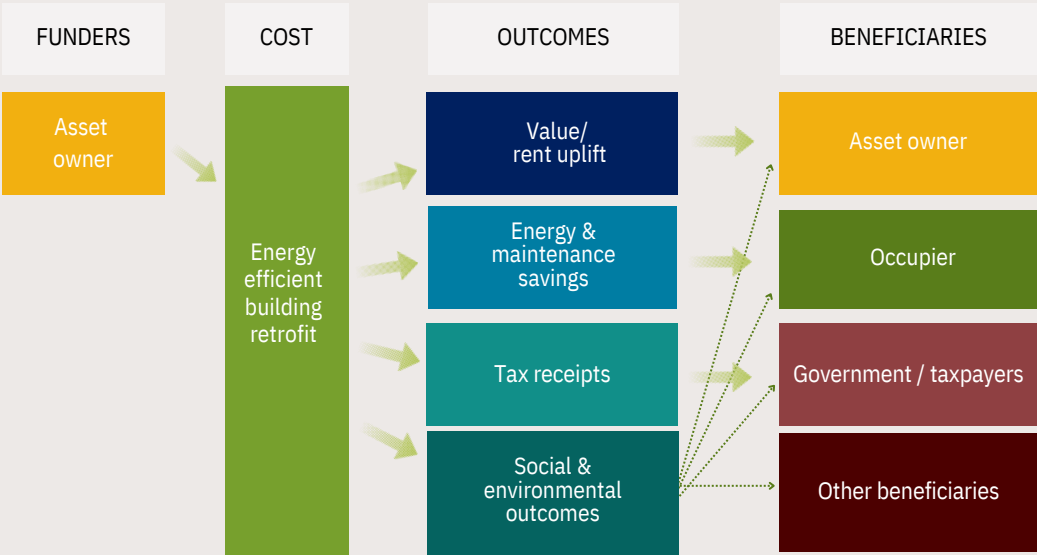 FUNDERS
COST
OUTCOMES
BENEFICIARIES
Asset
owner
Energy
efficient
building
retrofit
Value/
rent uplift
Energy &
maintenance
savings
Tax receipts
Social &
environmental
outcomes
Asset owner
Occupier
Government / taxpayers
Other beneficiaries